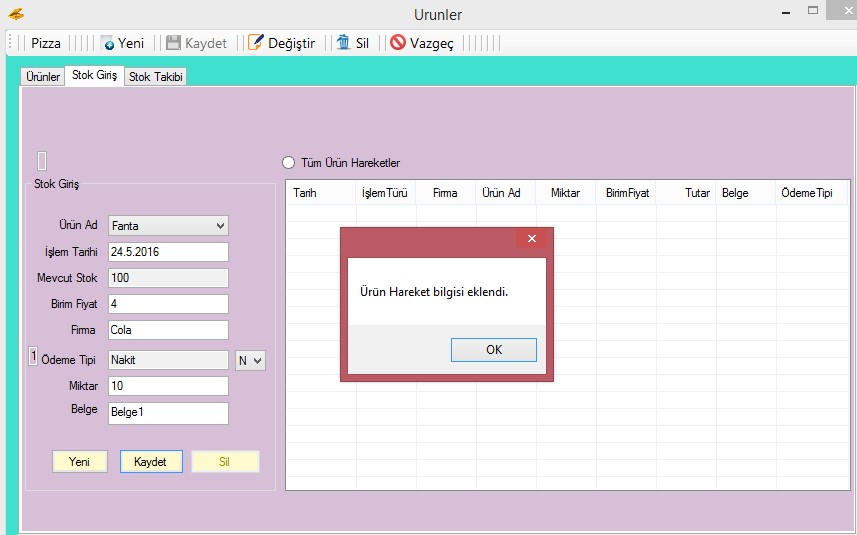 Urunler
Pizza Yeni Kaydet Değiştir Sil Vazgeç
Ürünler Stok Giriş Stok Takibi
Tüm Ürün Hareketler
Stok Giriş
Tarih İşlemTürü Firma Ürün Ad Miktar BirimFiyat Tutar Belge ÖdemeTipi
Ürün Ad Fanta
İşlem Tarihi 24.5.2016
Mevcut Stok 100
Birim Fiyat 4
Firma Cola
1 Ödeme Tipi Nakit N
Miktar 10
Belge Belge1
Yeni Kaydet Sil
Ürün Hareket bilgisi eklendi.
OK